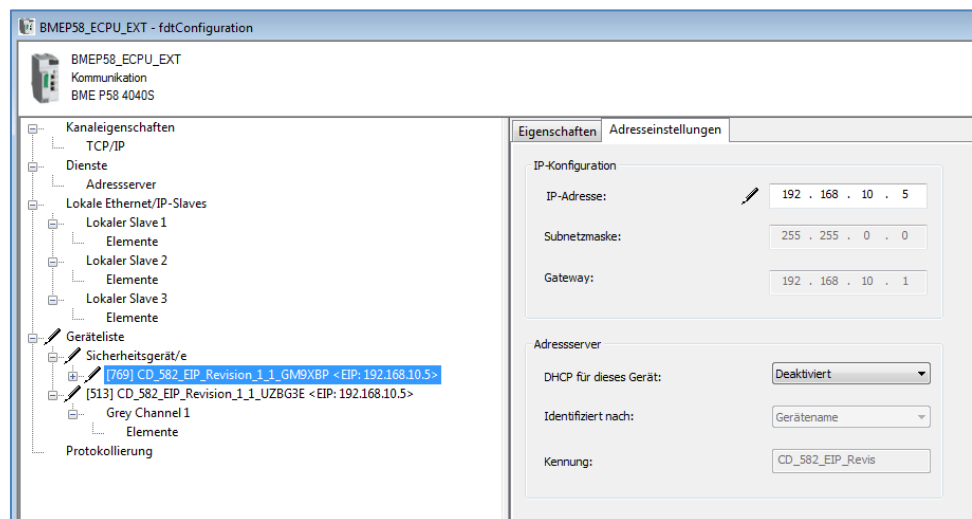 BMEP58_ECPU_EXT - fdtConfiguration
BMEP58_ECPU_EXT
Kommunikation
BME P58 4040S
Kanaleigenschaften
TCP/IP
Dienste
Adressserver
Lokale Ethernet/IP-Slaves
Lokaler Slave 1
Elemente
Lokaler Slave 2
Elemente
Lokaler Slave 3
Elemente
Geräteliste
Sicherheitsgerät/e
[769] CD_582_EIP_Revision_1_1_GM9XBP <EIP: 192.168.10.5>
[513] CD_582_EIP_Revision_1_1_UZBG3E <EIP: 192.168.10.5>
Grey Channel 1
Elemente
Protokollierung
Eigenschaften Adresseinstellungen
IP-Konfiguration
IP-Adresse: 192 . 168 . 10 . 5
Subnetzmaske: 255 . 255 . 0 . 0
Gateway: 192 . 168 . 10 . 1
Adressserver
DHCP für dieses Gerät: Deaktiviert
Identifiziert nach: Gerätename
Kennung: CD_582_EIP_Revis